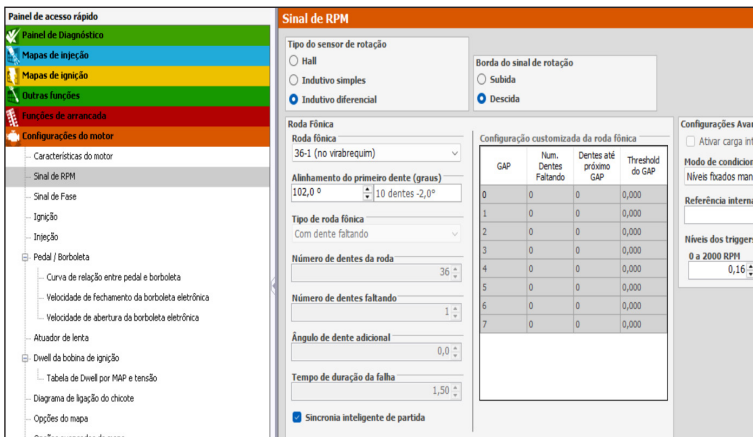 Painel de acesso rápido
Painel de Diagnóstico
Mapas de injeção
Mapas de ignição
Outras funções
Funções de arrancada
Configurações do motor
Características do motor
Sinal de RPM
Sinal de Fase
Ignição
Injeção
Pedal / Borboleta
Curva de relação entre pedal e borboleta
Velocidade de fechamento da borboleta eletrônica
Velocidade de abertura da borboleta eletrônica
Atuador de lenta
Dwell da bobina de ignição
Tabela de Dwell por MAP e tensão
Diagrama de ligação do chicote
Opções do mapa
Sinal de RPM
Tipo do sensor de rotação
Hall
Indutivo simples
Indutivo diferencial
Borda do sinal de rotação
Subida
Descida
Roda Fônica
Roda fônica
36-1 (no virabrequim)
Alinhamento do primeiro dente (graus)
102,0 º 10 dentes -2,0°
Tipo de roda fônica
Com dente faltando
Número de dentes da roda
36
Número de dentes faltando
1
Ângulo de dente adicional
0,0
Tempo de duração da falha
1,50
Sincronia inteligente de partida
Configuração customizada da roda fônica
GAP Num. Dentes Faltando Dentes até próximo GAP Threshold do GAP
0 0 0 0,000
1 0 0 0,000
2 0 0 0,000
3 0 0 0,000
4 0 0 0,000
5 0 0 0,000
6 0 0 0,000
7 0 0 0,000
Configurações Ava
Ativar carga in
Modo de condicion
Níveis fixados man
Referência interna
Níveis dos triggers
0 a 2000 RPM
0,16